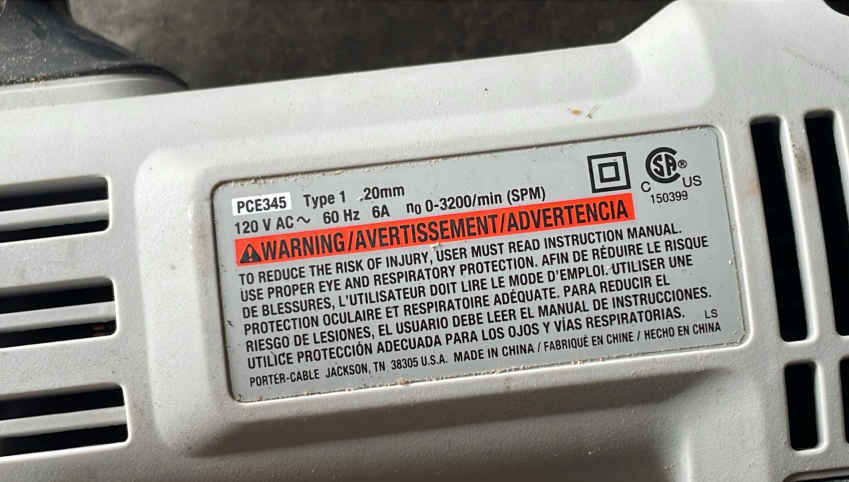 PCE345 Type 1 20mm
120 V AC ~ 60 Hz 6A n0 0-3200/min (SPM)
SA ®
C US
150399
WARNING/AVERTISSEMENT/ADVERTENCIA
TO REDUCE THE RISK OF INJURY, USER MUST READ INSTRUCTION MANUAL.
USE PROPER EYE AND RESPIRATORY PROTECTION. AFIN DE RÉDUIRE LE RISQUE
DE BLESSURES, L'UTILISATEUR DOIT LIRE LE MODE D'EMPLOI. UTILISER UNE
PROTECTION OCULAIRE ET RESPIRATOIRE ADÉQUATE. PARA REDUCIR EL
RIESGO DE LESIONES, EL USUARIO DEBE LEER EL MANUAL DE INSTRUCCIONES.
UTILICE PROTECCIÓN ADECUADA PARA LOS OJOS Y VÍAS RESPIRATORIAS. LS
PORTER-CABLE JACKSON, TN 38305 U.S.A. MADE IN CHINA / FABRIQUÉ EN CHINE / HECHO EN CHINA